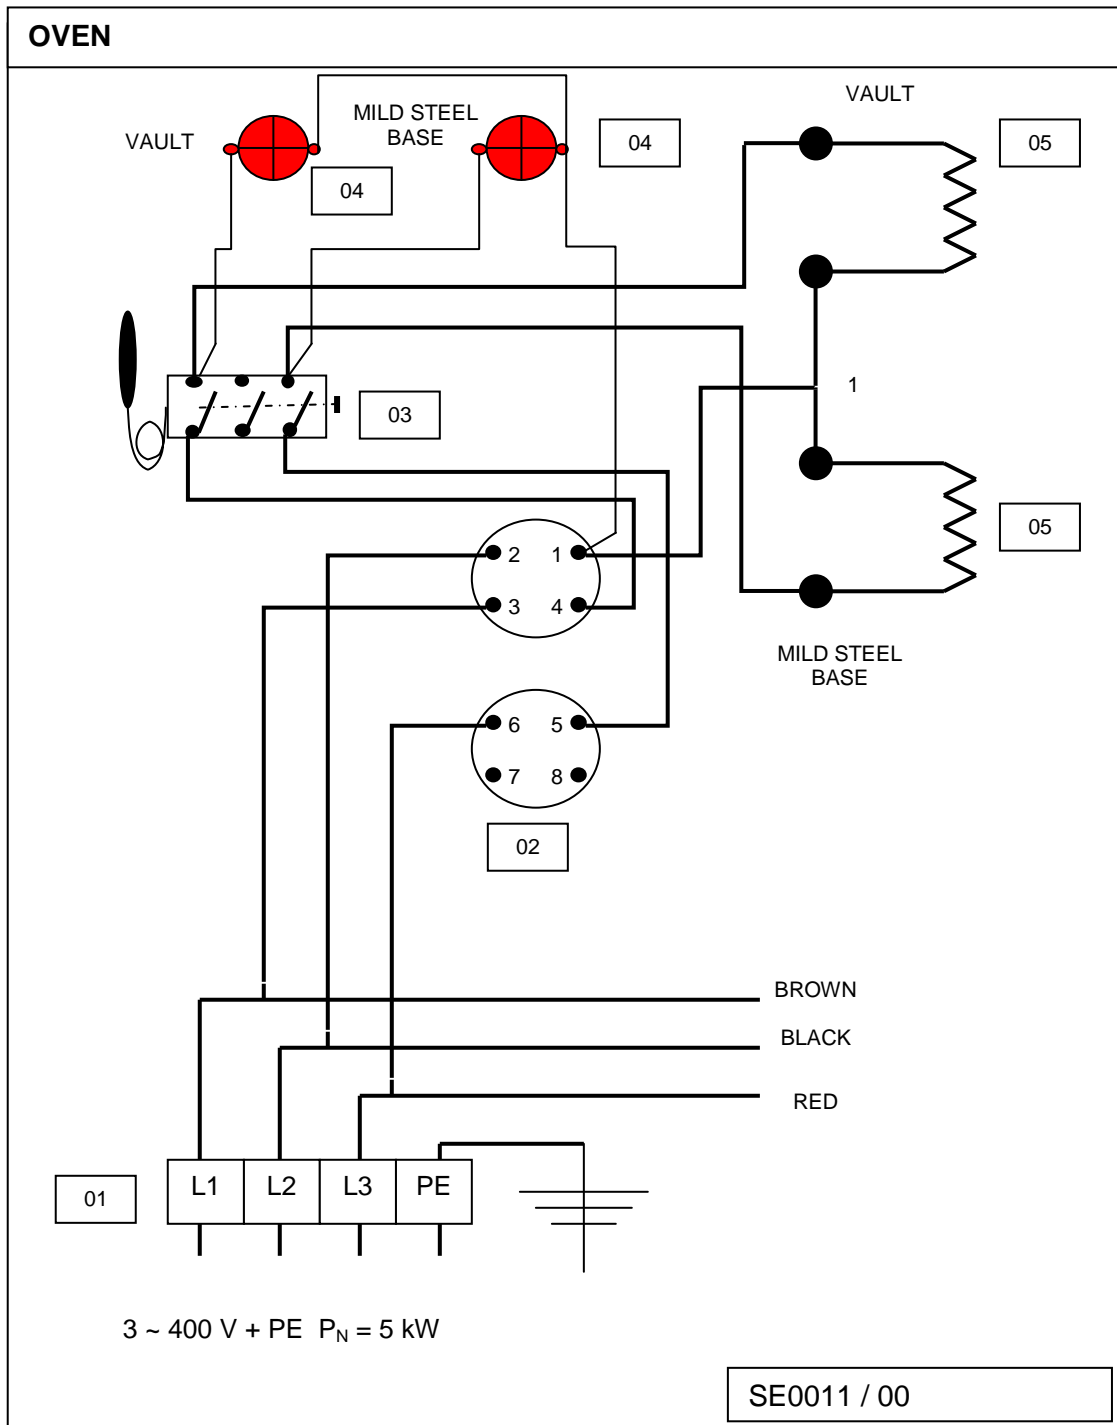 OVEN
VAULT
MILD STEEL
BASE
04
04
VAULT
05
03
1
05
2 1
3 4
MILD STEEL
BASE
6 5
7 8
02
BROWN
BLACK
RED
01
L1 L2 L3 PE
3 ~ 400 V + PE P_N = 5 kW
SE0011 / 00